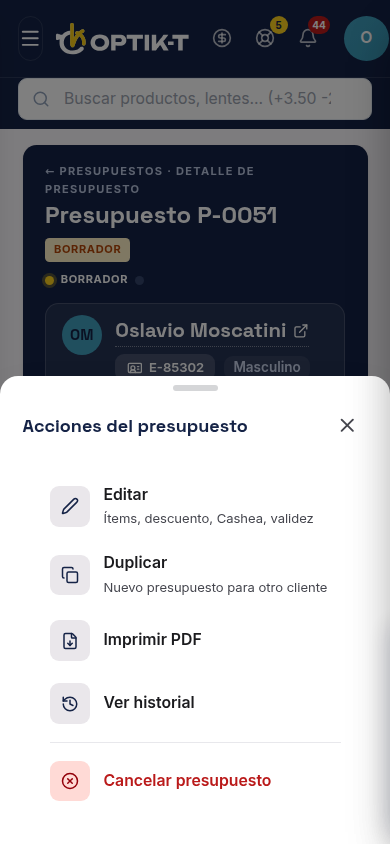 5
44
OPTIK-T
O
Buscar productos, lentes... (+3.50 -2
← PRESUPUESTOS · DETALLE DE
PRESUPUESTO
Presupuesto P-0051
BORRADOR
BORRADOR
OM
Oslavio Moscatini
E-85302
Masculino
Acciones del presupuesto
Editar
Ítems, descuento, Cashea, validez
Duplicar
Nuevo presupuesto para otro cliente
Imprimir PDF
Ver historial
Cancelar presupuesto